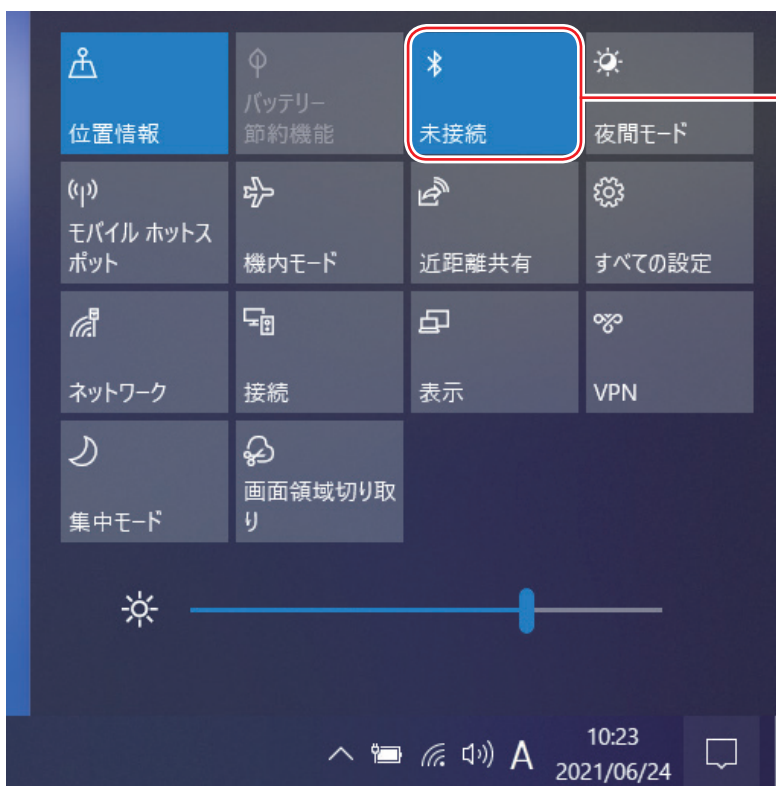 位置情報
バッテリー
節約機能
未接続
夜間モード
モバイル ホットス
ポット
機内モード
近距離共有
すべての設定
ネットワーク
接続
表示
VPN
集中モード
画面領域切り取
り
A
10:23
2021/06/24